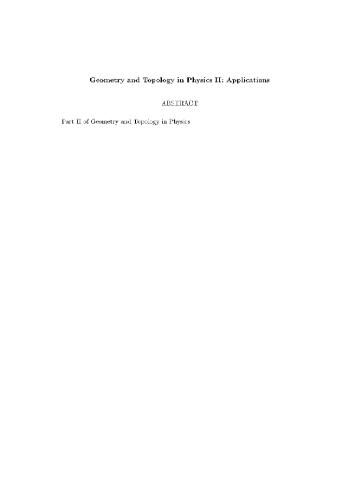 Geometry and Topology in Physics II: Applications
ABSTRACT
Part II of Geometry and Topology in Physics